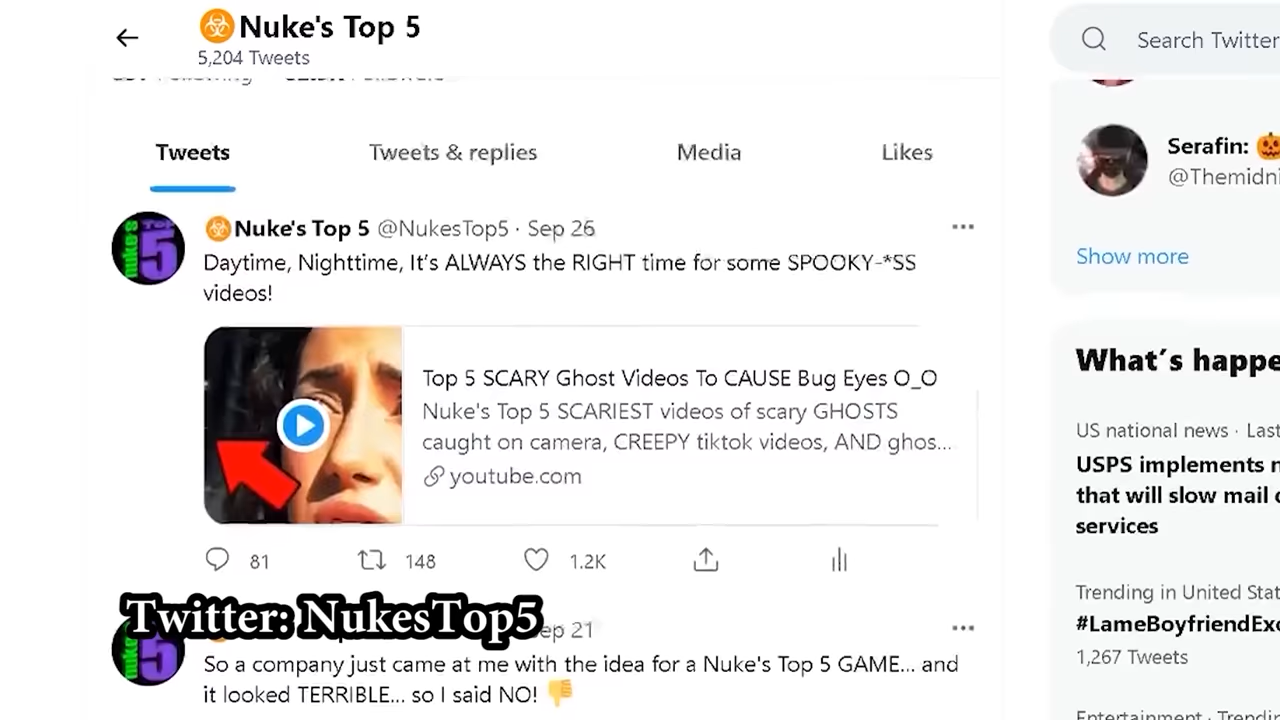 Nuke's Top 5
5,204 Tweets
Search Twitter
Tweets
Tweets & replies
Media
Likes
Nuke's Top 5 @NukesTop5 · Sep 26
Daytime, Nighttime, It's ALWAYS the RIGHT time for some SPOOKY-*SS
videos!
Top 5 SCARY Ghost Videos To CAUSE Bug Eyes O_O
Nuke's Top 5 SCARIEST videos of scary GHOSTS
caught on camera, CREEPY tiktok videos, AND ghos...
youtube.com
81
148
1.2K
Twitter: NukesTop5
Sep 21
So a company just came at me with the idea for a Nuke's Top 5 GAME... and
it looked TERRIBLE... so I said NO! 👎
Serafin: 🎃
@Themidni
Show more
What's happe
US national news · Last
USPS implements n
that will slow mail d
services
Trending in United Stat
#LameBoyfriendExc
1,267 Tweets
Entertainment · Trending